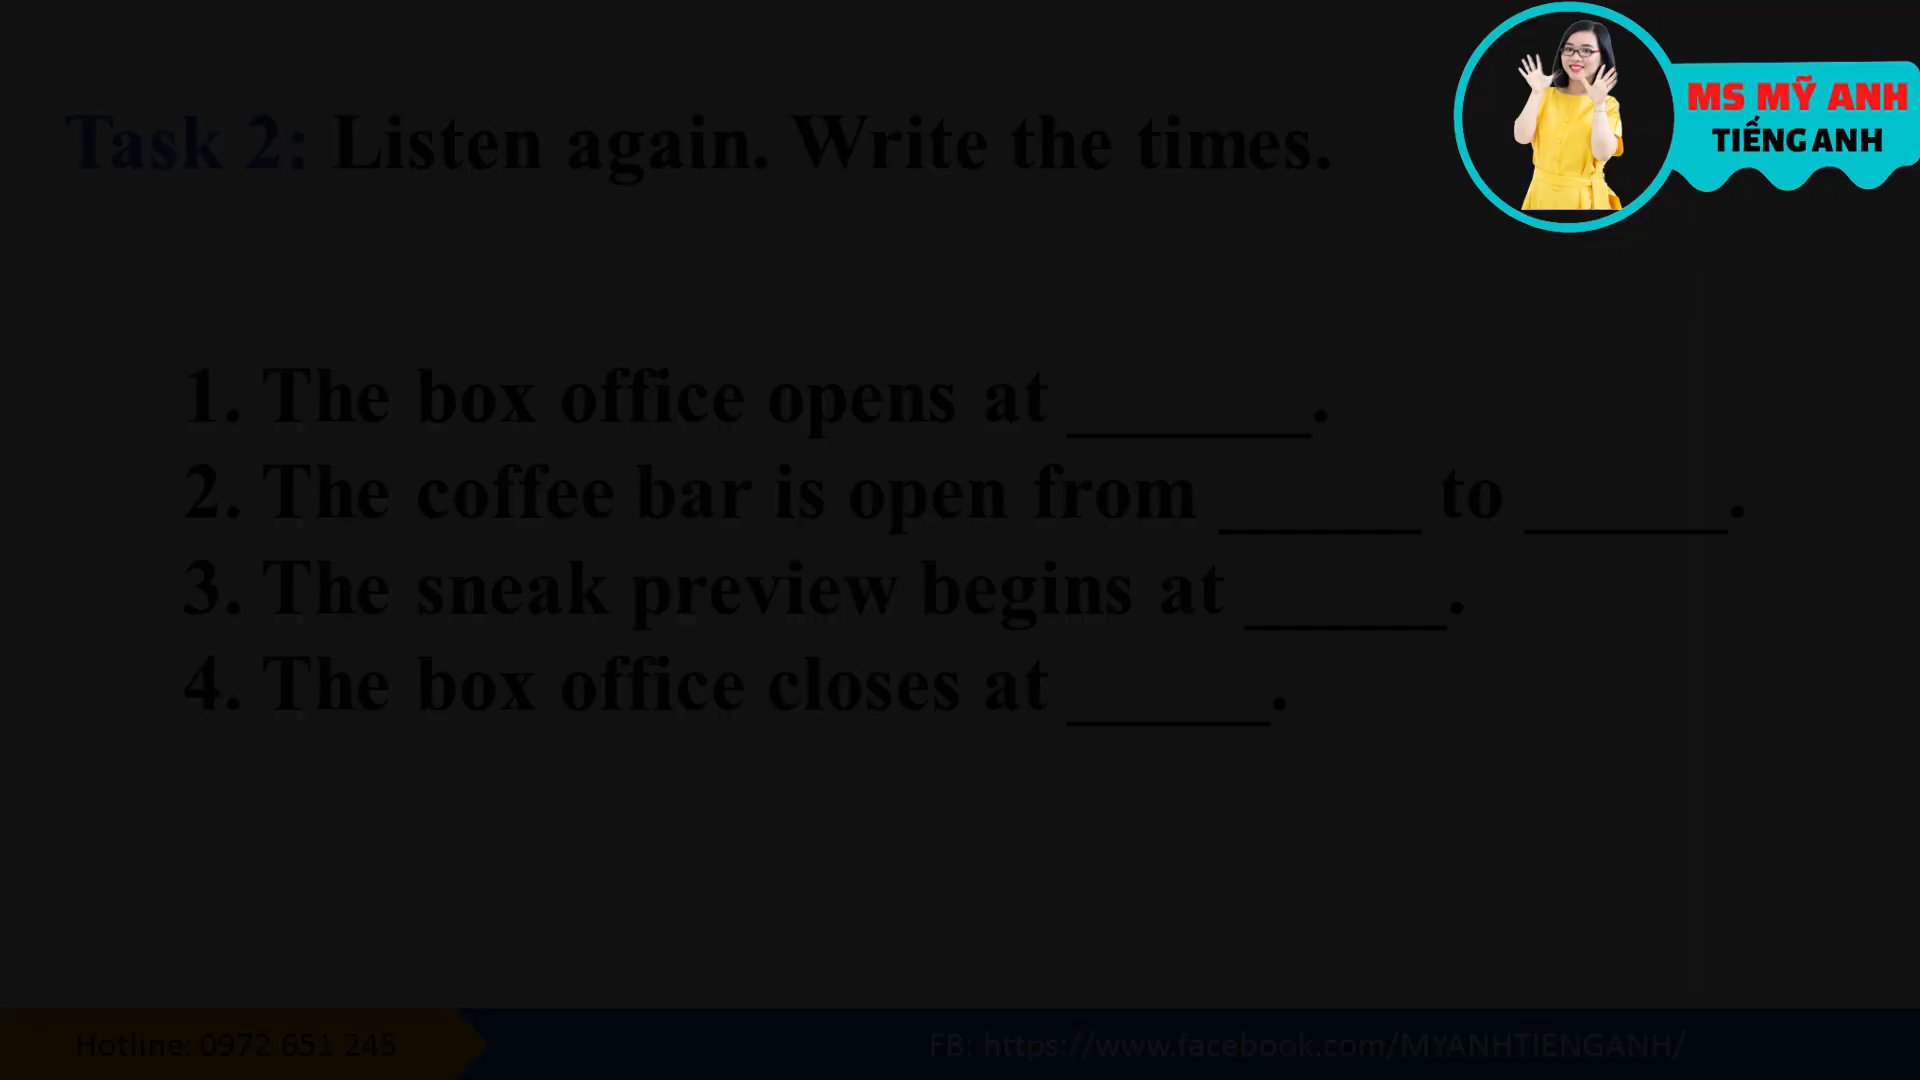 MS MỸ ANH
TIẾNG ANH
Task 2: Listen again. Write the times.
1. The box office opens at ______.
2. The coffee bar is open from _____ to _____.
3. The sneak preview begins at _____.
4. The box office closes at _____.
Hotline: 0972 651 245
FB: https://www.facebook.com/MYANHTIENGANH/